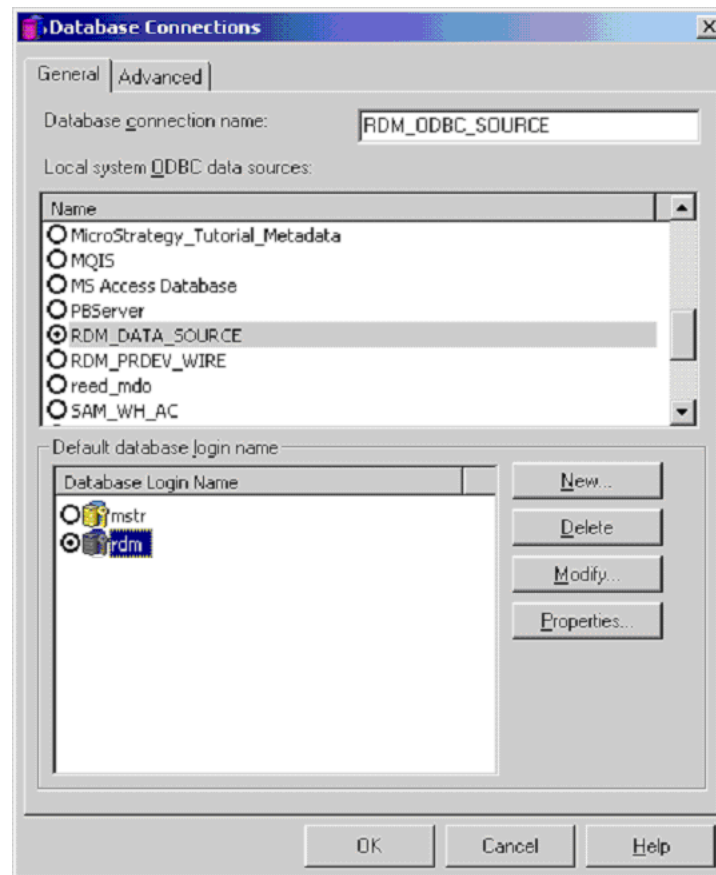 Database Connections
General
Advanced
Database connection name:
RDM_ODBC_SOURCE
Local system ODBC data sources:
Name
MicroStrategy_Tutorial_Metadata
MQIS
MS Access Database
PBServer
RDM_DATA_SOURCE
RDM_PRDEV_WIRE
reed_mdo
SAM_WH_AC
Default database login name
Database Login Name
mstr
rdm
New...
Delete
Modify...
Properties...
OK
Cancel
Help